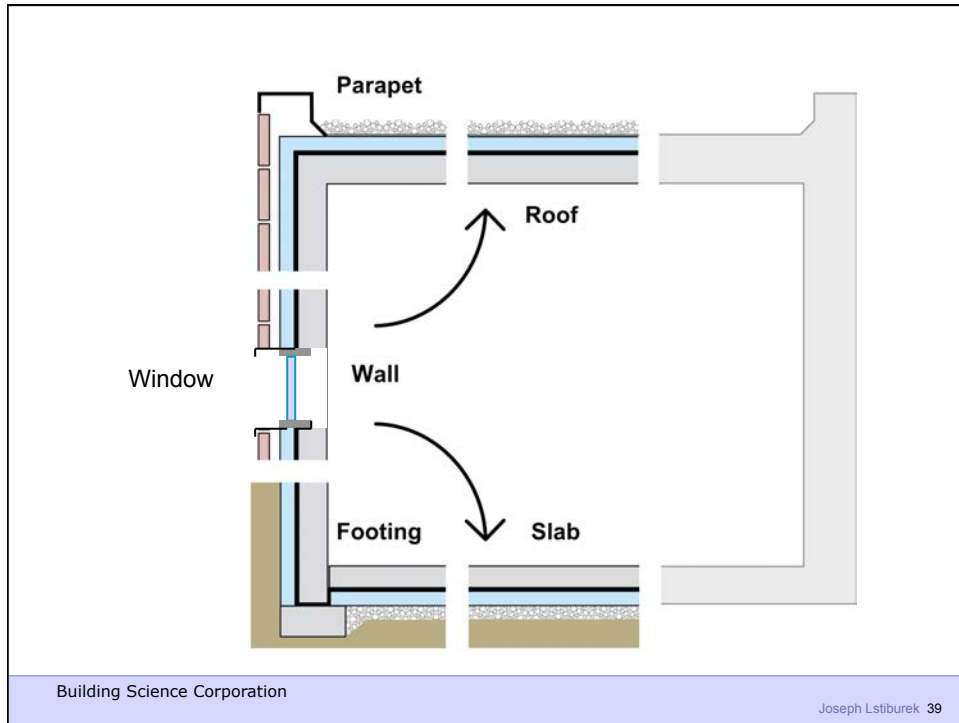 Parapet
Roof
Window
Wall
Footing
Slab
Building Science Corporation
Joseph Lstiburek 39